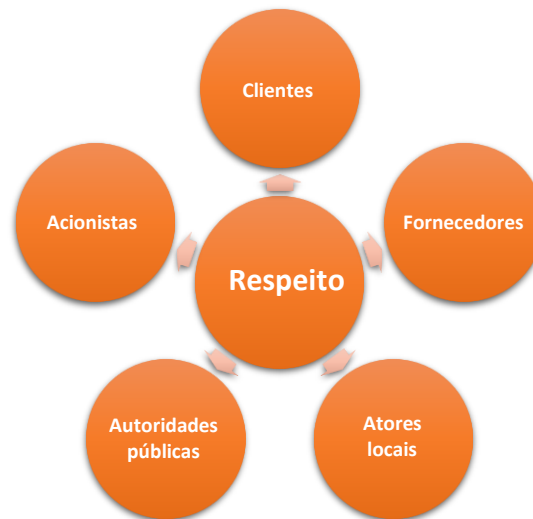 Clientes
Acionistas
Fornecedores
Respeito
Autoridades
públicas
Atores
locais